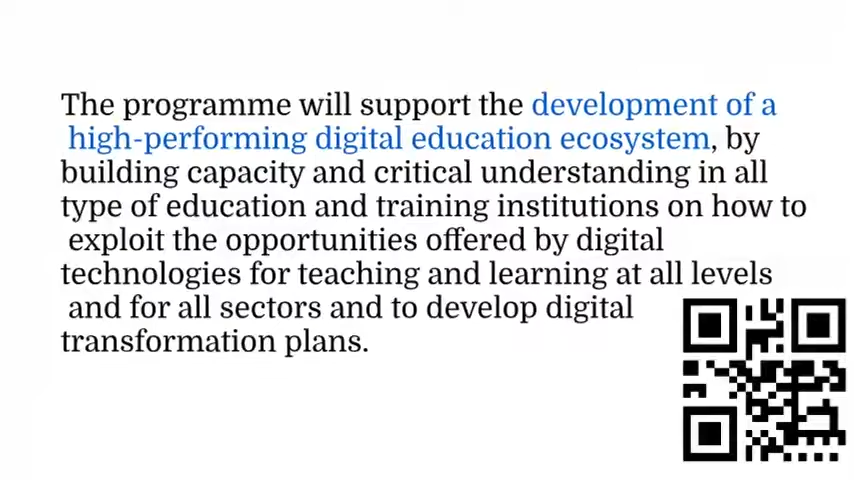 The programme will support the development of a
high-performing digital education ecosystem, by
building capacity and critical understanding in all
type of education and training institutions on how to
exploit the opportunities offered by digital
technologies for teaching and learning at all levels
and for all sectors and to develop digital
transformation plans.